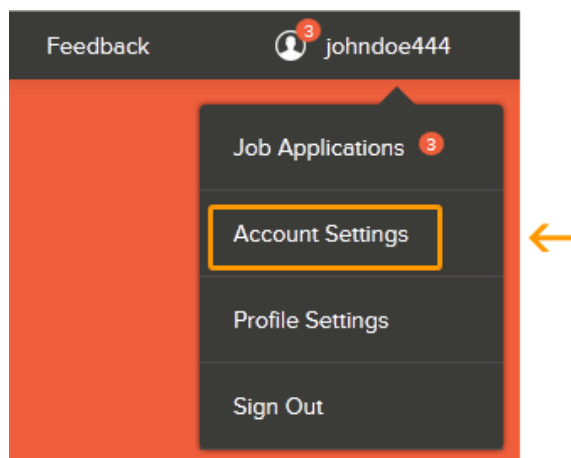 Feedback 3 johndoe444
Job Applications 3
Account Settings
Profile Settings
Sign Out